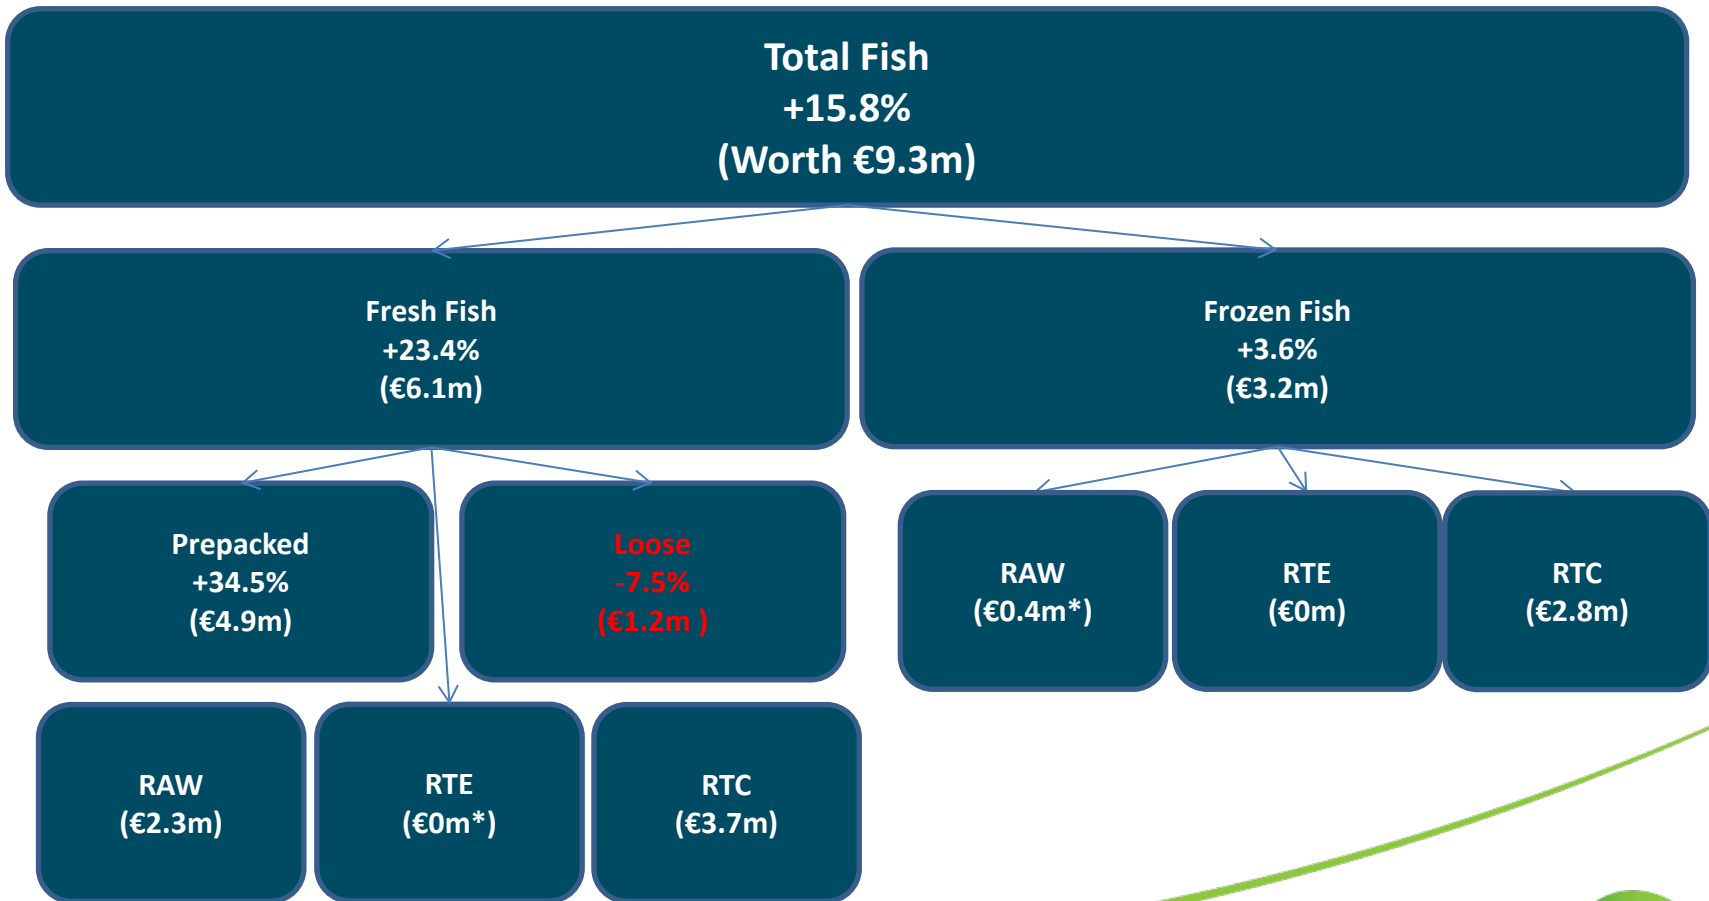 Total Fish
+15.8%
(Worth €9.3m)
Fresh Fish
+23.4%
(€6.1m)
Frozen Fish
+3.6%
(€3.2m)
Prepacked
+34.5%
(€4.9m)
Loose
-7.5%
(€1.2m )
RAW
(€0.4m*)
RTE
(€0m)
RTC
(€2.8m)
RAW
(€2.3m)
RTE
(€0m*)
RTC
(€3.7m)